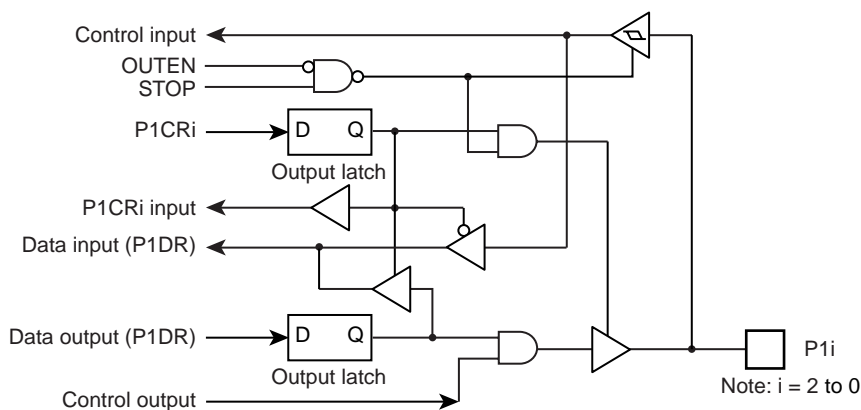 Control input
OUTEN
STOP
P1CRi
D Q
Output latch
P1CRi input
Data input (P1DR)
Data output (P1DR)
D Q
Output latch
Control output
P1i
Note: i = 2 to 0